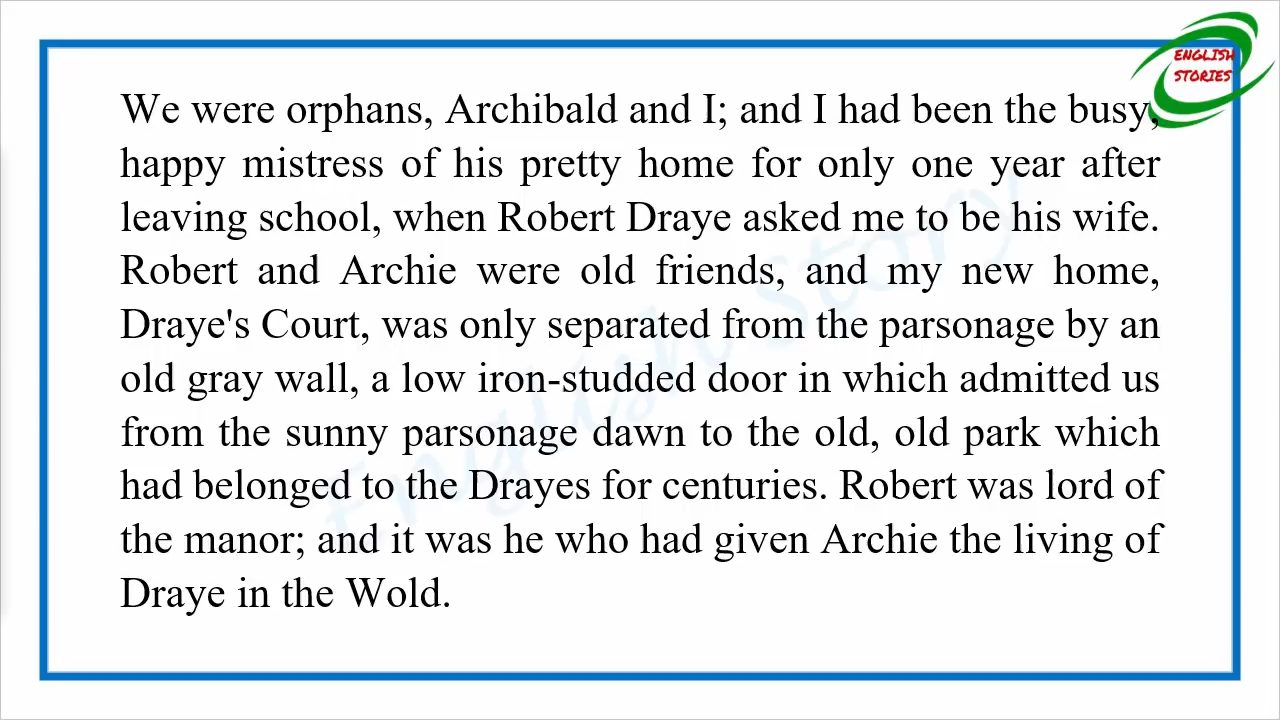 ENGLISH
STORIES
We were orphans, Archibald and I; and I had been the busy,
happy mistress of his pretty home for only one year after
leaving school, when Robert Draye asked me to be his wife.
Robert and Archie were old friends, and my new home,
Draye's Court, was only separated from the parsonage by an
old gray wall, a low iron-studded door in which admitted us
from the sunny parsonage dawn to the old, old park which
had belonged to the Drayes for centuries. Robert was lord of
the manor; and it was he who had given Archie the living of
Draye in the Wold.
English Story